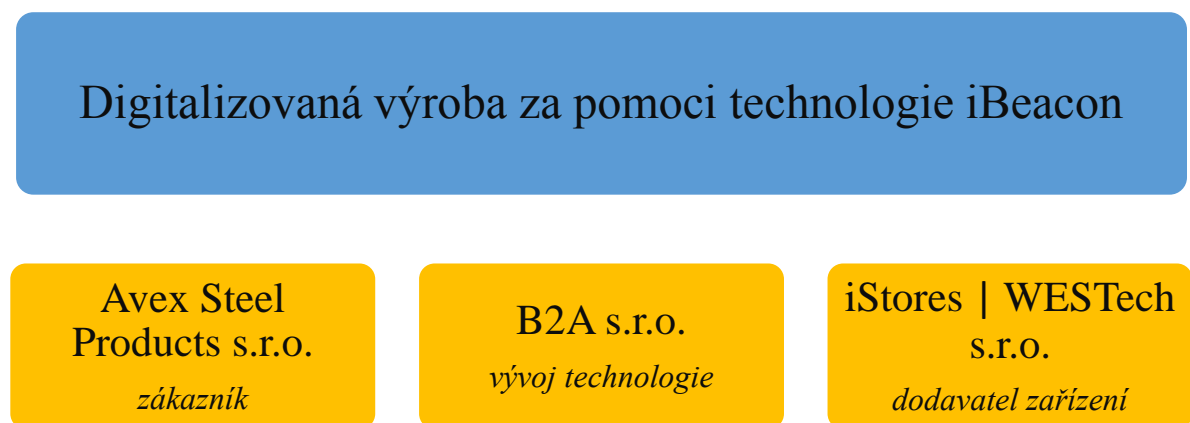 Digitalizovaná výroba za pomoci technologie iBeacon
Avex Steel
Products s.r.o.
zákazník
B2A s.r.o.
vývoj technologie
iStores | WESTech
s.r.o.
dodavatel zařízení